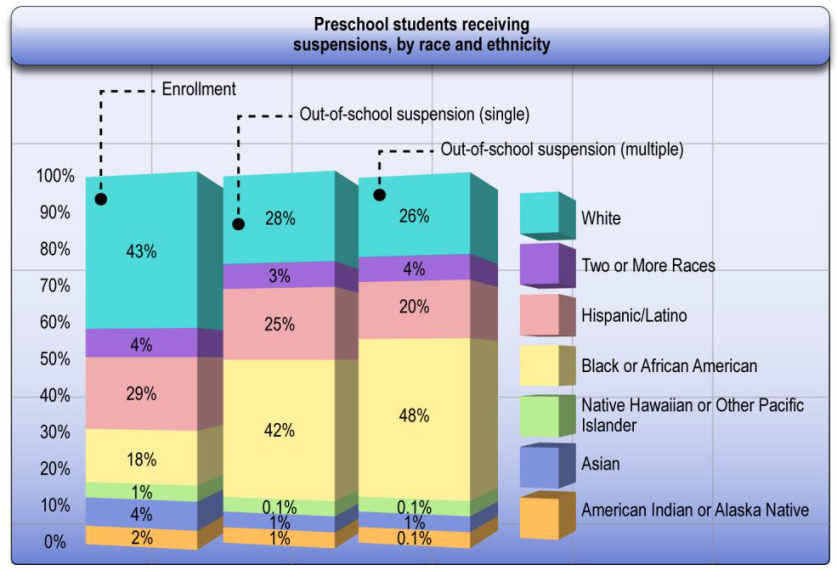 Preschool students receiving
suspensions, by race and ethnicity
Enrollment
Out-of-school suspension (single)
Out-of-school suspension (multiple)
100%
90%
80%
70%
60%
50%
40%
30%
20%
10%
0%
43%
4%
29%
18%
1%
4%
2%
28%
3%
25%
42%
0.1%
1%
1%
26%
4%
20%
48%
0.1%
1%
0.1%
White
Two or More Races
Hispanic/Latino
Black or African American
Native Hawaiian or Other Pacific
Islander
Asian
American Indian or Alaska Native